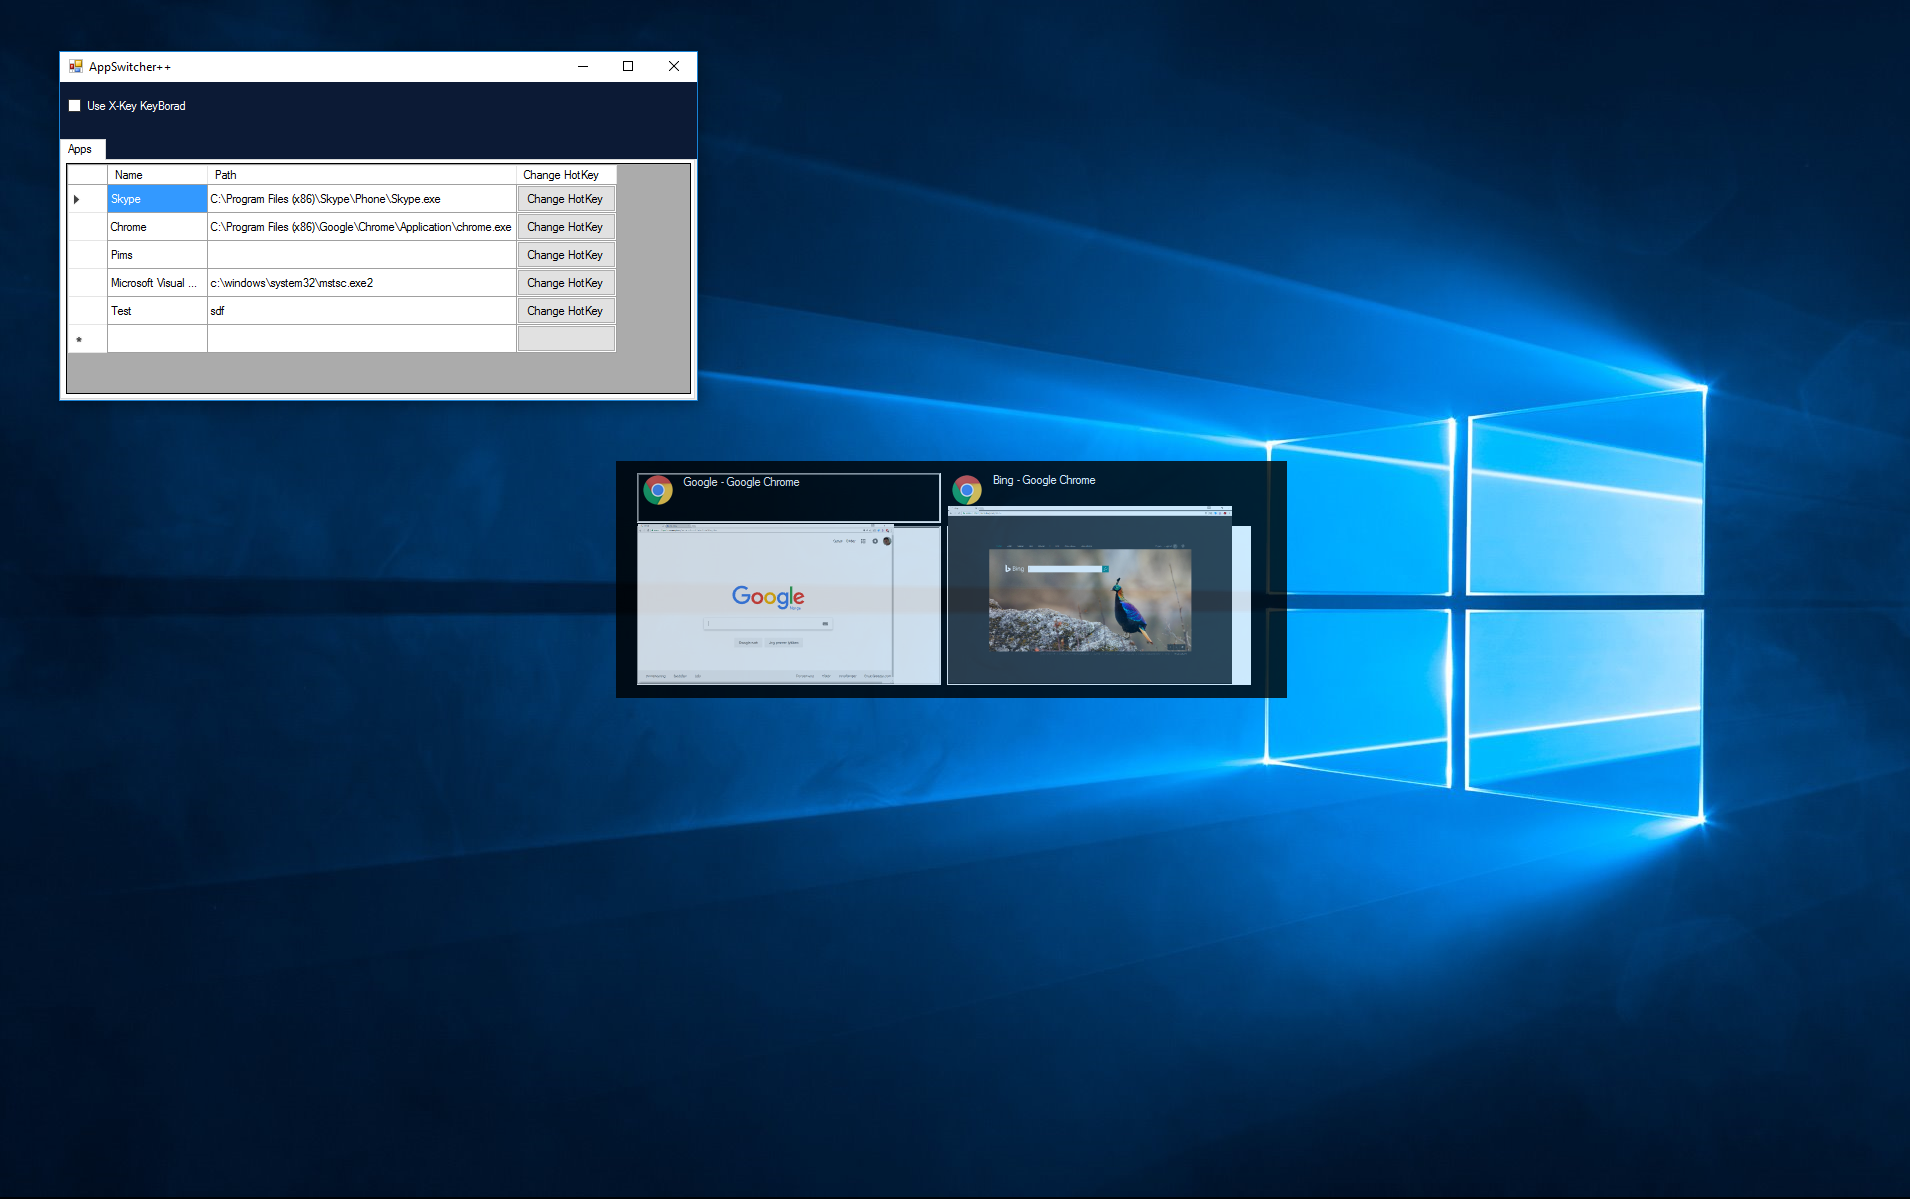 AppSwitcher++
Use X-Key KeyBorad
Apps
Name Path Change HotKey
Skype C:\Program Files (x86)\Skype\Phone\Skype.exe Change HotKey
Chrome C:\Program Files (x86)\Google\Chrome\Application\chrome.exe Change HotKey
Pims Change HotKey
Microsoft Visual ... c:\windows\system32\mstsc.exe2 Change HotKey
Test sdf Change HotKey
*
Google - Google Chrome
Bing - Google Chrome
Google
Norge
Bing